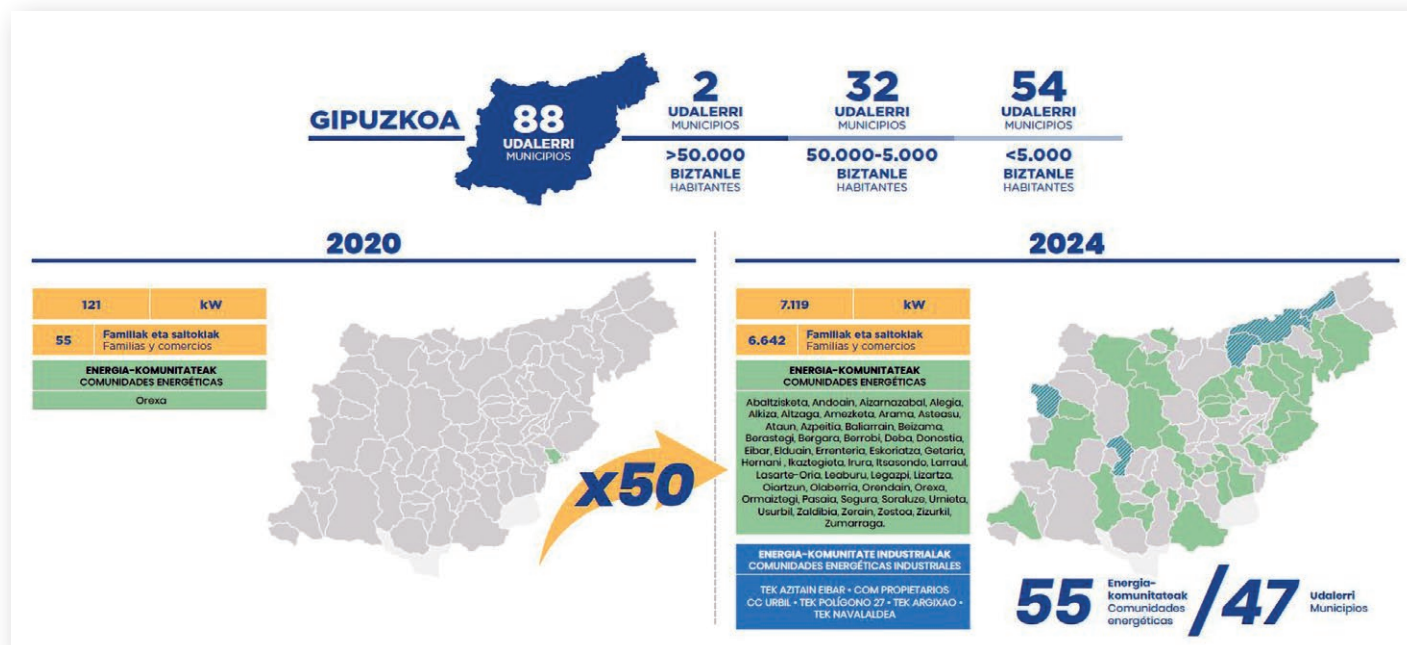 GIPUZKOA
88
UDALERRI
MUNICIPIOS
2
UDALERRI
MUNICIPIOS
>50.000
BIZTANLE
HABITANTES
32
UDALERRI
MUNICIPIOS
50.000-5.000
BIZTANLE
HABITANTES
54
UDALERRI
MUNICIPIOS
<5.000
BIZTANLE
HABITANTES
2020
121 kW
55 Familiak eta saltokiak
Familias y comercios
ENERGIA-KOMUNITATEAK
COMUNIDADES ENERGÉTICAS
Orexa
x50
2024
7.119 kW
6.642 Familiak eta saltokiak
Familias y comercios
ENERGIA-KOMUNITATEAK
COMUNIDADES ENERGÉTICAS
Abaltzisketa, Andoain, Aizarnazabal, Alegia,
Alkiza, Altzaga, Amezketa, Arama, Asteasu,
Ataun, Azpeitia, Baliarrain, Beizama,
Berastegi, Bergara, Berrobi, Deba, Donostia,
Eibar, Elduain, Errenteria, Eskoriatza, Getaria,
Hernani , Ikaztegieta, Irura, Itsasondo, Larraul,
Lasarte-Oria, Leaburu, Legazpi, Lizartza,
Oiartzun, Olaberria, Orendain, Orexa,
Ormaiztegi, Pasaia, Segura, Soraluze, Urnieta,
Usurbil, Zaldibia, Zerain, Zestoa, Zizurkil,
Zumarraga.
ENERGIA-KOMUNITATE INDUSTRIALAK
COMUNIDADES ENERGÉTICAS INDUSTRIALES
TEK AZITAIN EIBAR • COM PROPIETARIOS
CC URBIL • TEK POLÍGONO 27 • TEK ARGIXAO •
TEK NAVALALDEA
55
Energia-
komunitateak
Comunidades
energéticas
/47
Udalerri
Municipios